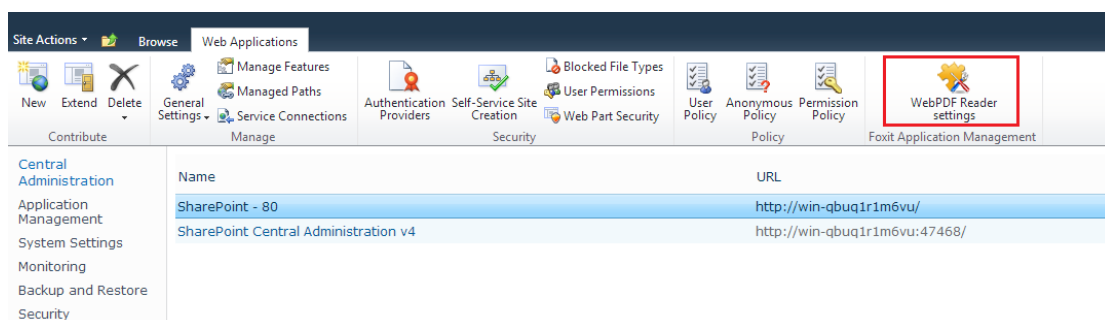 Site Actions Browse Web Applications
New Extend Delete
General Settings
Manage Features
Managed Paths
Service Connections
Authentication Providers
Self-Service Site Creation
Blocked File Types
User Permissions
Web Part Security
User Policy
Anonymous Policy
Permission Policy
WebPDF Reader settings
Contribute Manage Security Policy Foxit Application Management
Central
Administration
Application
Management
System Settings
Monitoring
Backup and Restore
Security
Name URL
SharePoint - 80 http://win-qbuq1r1m6vu/
SharePoint Central Administration v4 http://win-qbuq1r1m6vu:47468/